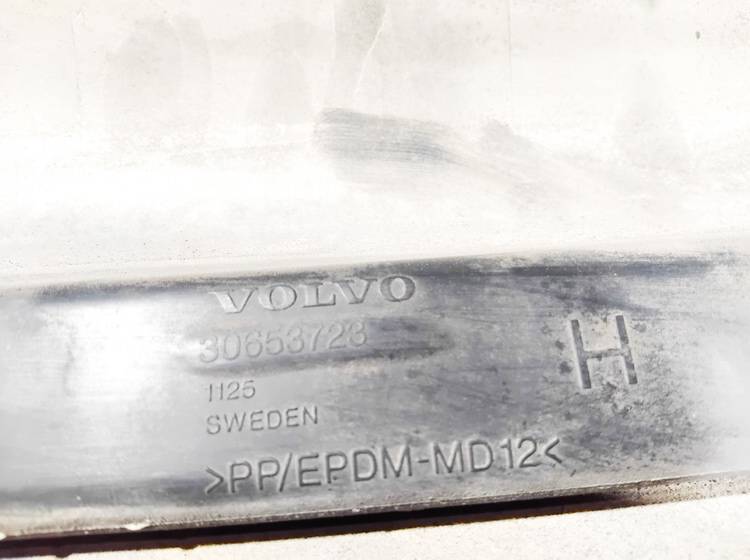 VOLVO
30653723
1125
SWEDEN
H
>PP/EPDM-MD12<